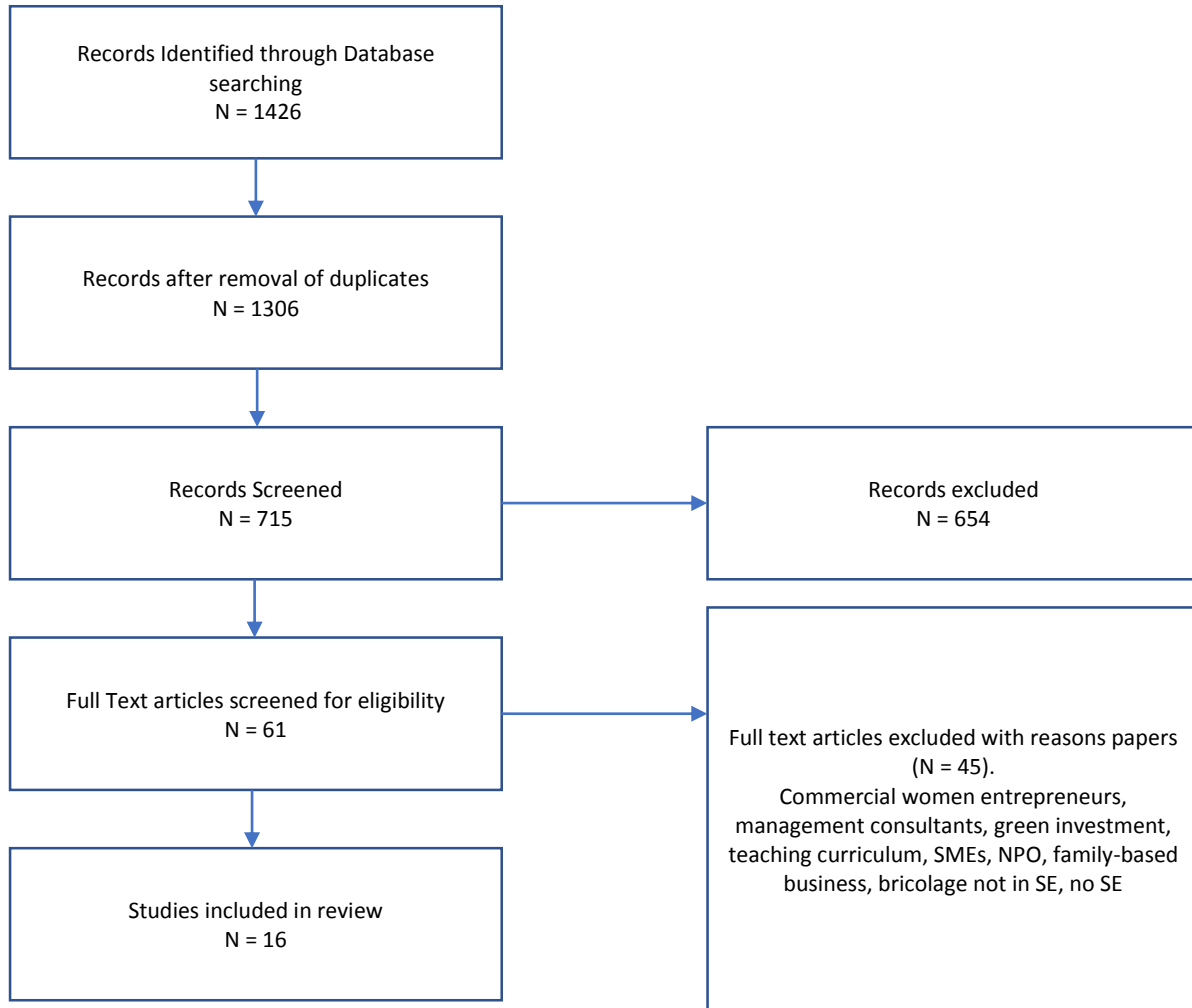 Records Identified through Database
searching
N = 1426
Records after removal of duplicates
N = 1306
Records Screened
N = 715
Records excluded
N = 654
Full Text articles screened for eligibility
N = 61
Full text articles excluded with reasons papers
(N = 45).
Commercial women entrepreneurs,
management consultants, green investment,
teaching curriculum, SMEs, NPO, family-based
business, bricolage not in SE, no SE
Studies included in review
N = 16